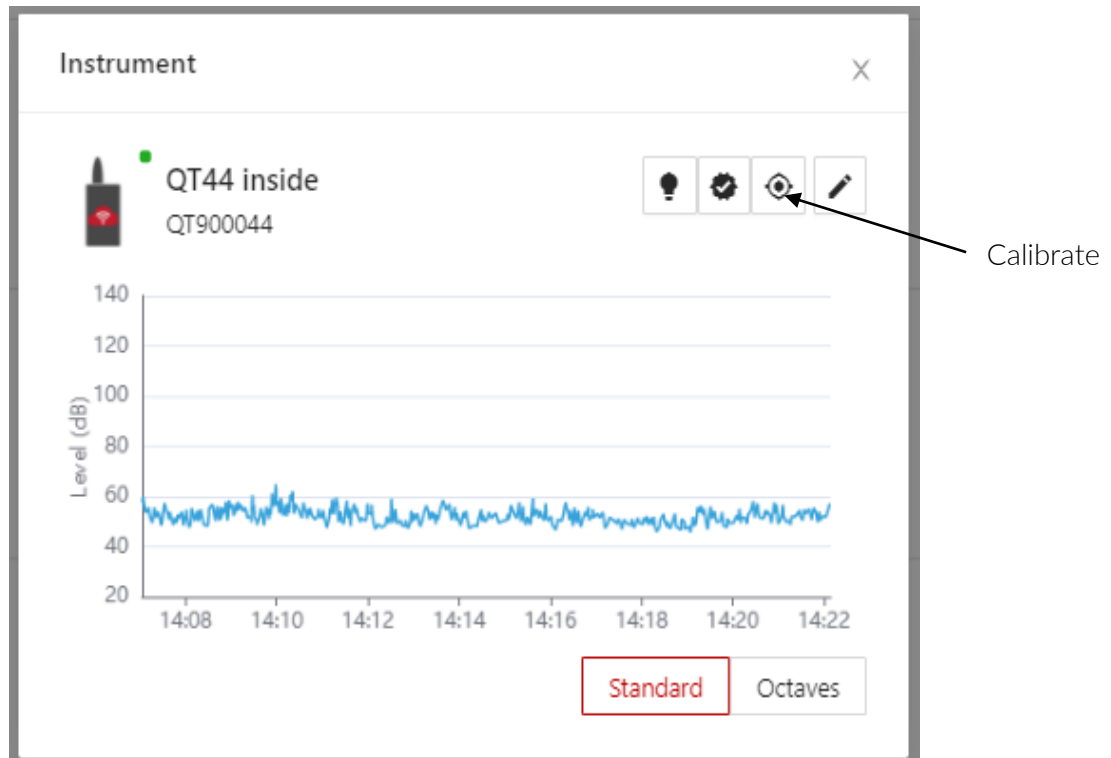 Instrument
X
QT44 inside
QT900044
Calibrate
140
120
100
80
60
40
20
Level (dB)
14:08 14:10 14:12 14:14 14:16 14:18 14:20 14:22
Standard Octaves